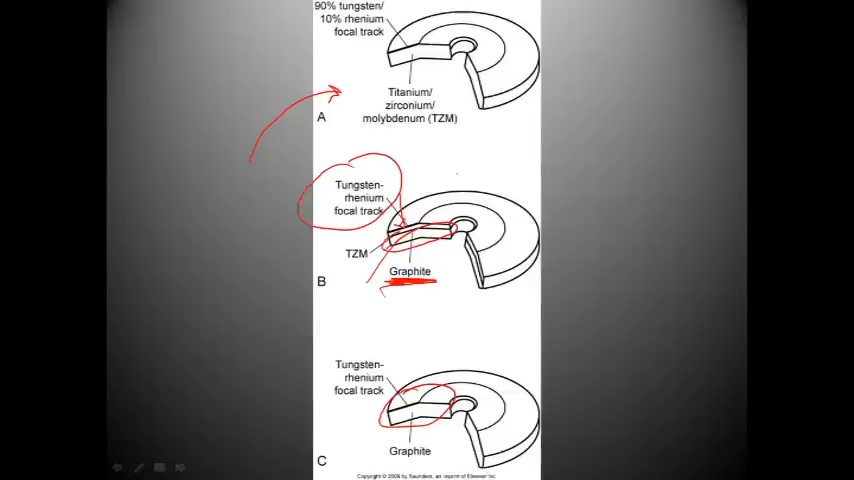 90% tungsten/
10% rhenium
focal track
Titanium/
zirconium/
molybdenum (TZM)
A
Tungsten-
rhenium
focal track
TZM
Graphite
B
Tungsten-
rhenium
focal track
Graphite
C
Copyright © 2009 by Saunders, an imprint of Elsevier Inc.